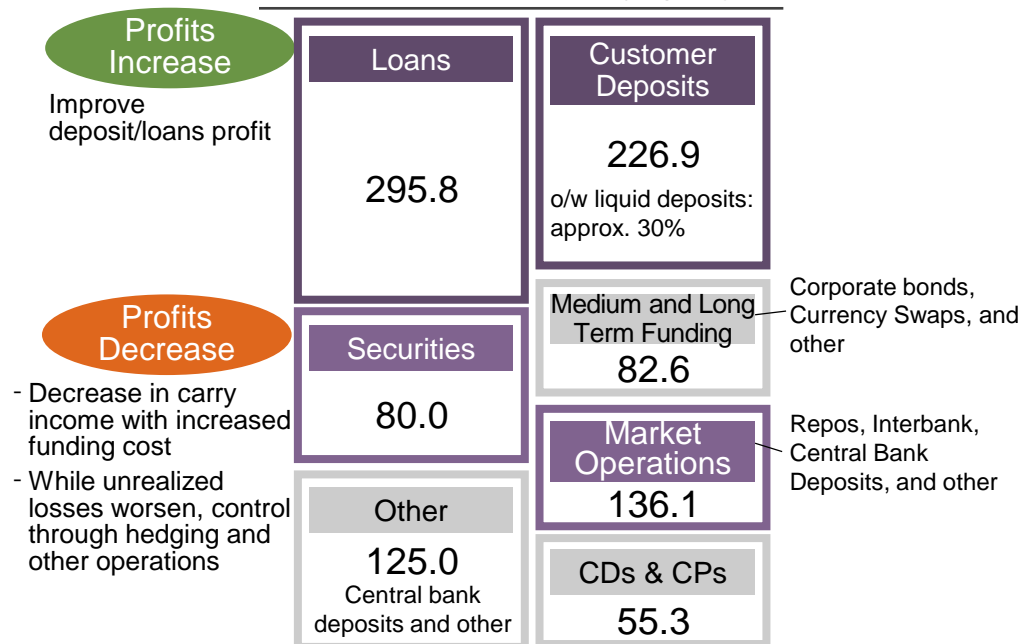 Profits
Increase
Improve
deposit/loans profit
Loans
295.8
Customer
Deposits
226.9
o/w liquid deposits:
approx. 30%
Profits
Decrease
- Decrease in carry
income with increased
funding cost
- While unrealized
losses worsen, control
through hedging and
other operations
Securities
80.0
Medium and Long
Term Funding
82.6
Corporate bonds,
Currency Swaps, and
other
Market
Operations
136.1
Repos, Interbank,
Central Bank
Deposits, and other
Other
125.0
Central bank
deposits and other
CDs & CPs
55.3